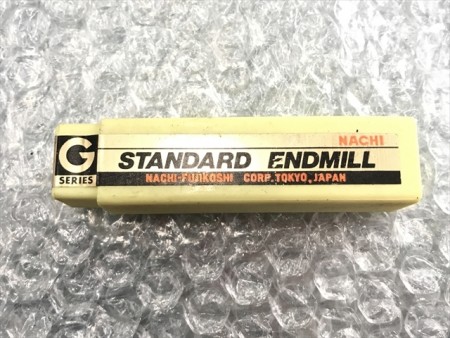 G
SERIES
NACHI
STANDARD ENDMILL
NACHI-FUJIKOSHI CORP. TOKYO, JAPAN